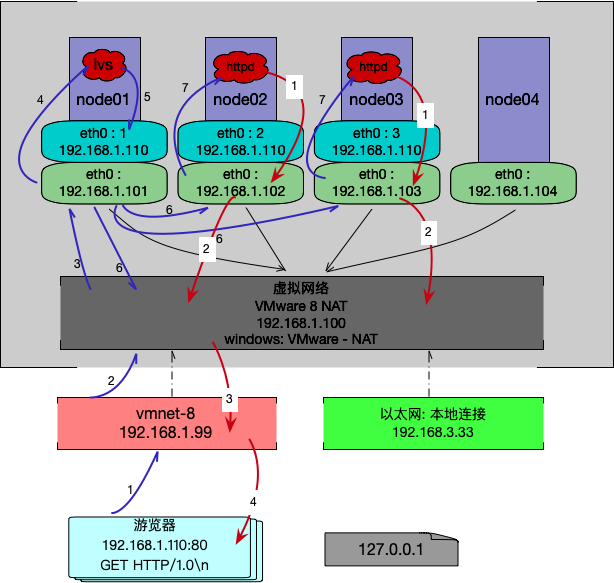 lvs
httpd
httpd
node01
node02
node03
node04
4
5
7
1
7
1
eth0 : 1
192.168.1.110
eth0 : 2
192.168.1.110
eth0 : 3
192.168.1.110
eth0 :
192.168.1.101
eth0 :
192.168.1.102
eth0 :
192.168.1.103
eth0 :
192.168.1.104
6
6
2
2
3
6
虚拟网络
VMware 8 NAT
192.168.1.100
windows: VMware - NAT
2
3
vmnet-8
192.168.1.99
以太网: 本地连接
192.168.3.33
1
4
游览器
192.168.1.110:80
GET HTTP/1.0\n
127.0.0.1